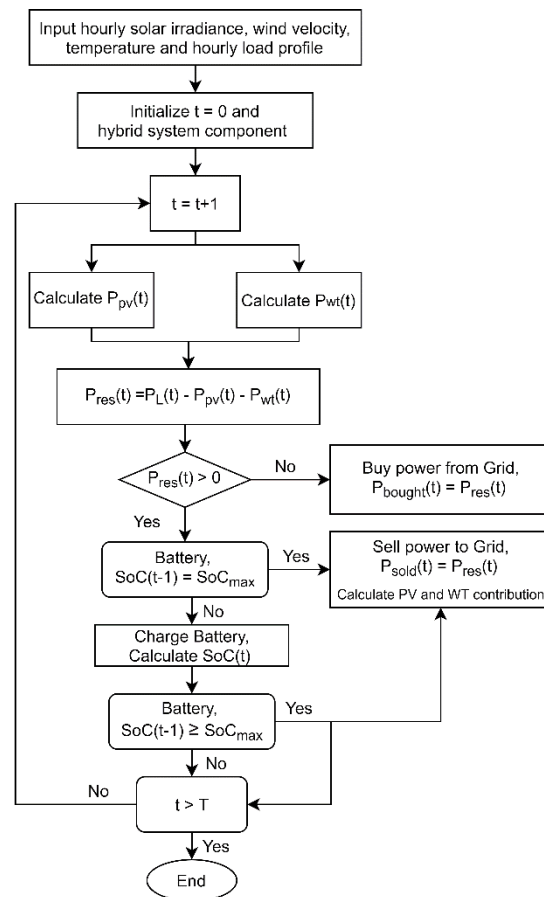 Input hourly solar irradiance, wind velocity,
temperature and hourly load profile
Initialize t = 0 and
hybrid system component
t = t+1
Calculate Ppv(t)
Calculate Pwt(t)
Pres(t) =PL(t) - Ppv(t) - Pwt(t)
Pres(t) > 0
No
Buy power from Grid,
Pbought(t) = Pres(t)
Yes
Battery,
SoC(t-1) = SoCmax
Yes
Sell power to Grid,
Psold(t) = Pres(t)
Calculate PV and WT contribution
No
Charge Battery,
Calculate SoC(t)
Battery,
SoC(t-1) ≥ SoCmax
Yes
No
No
t > T
Yes
End